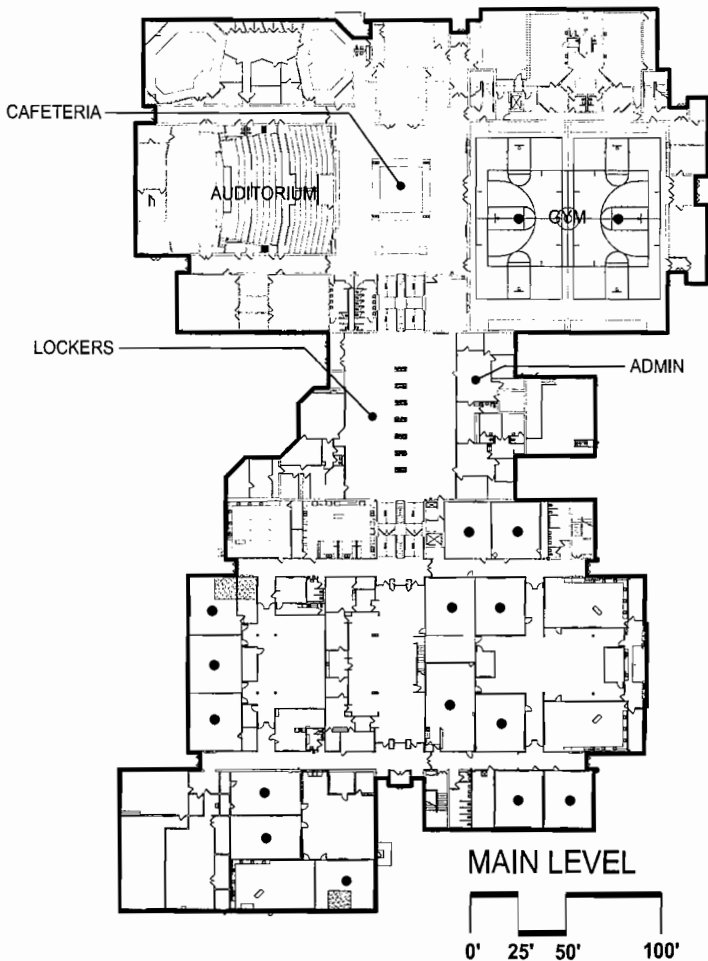 CAFETERIA
AUDITORIUM
GYM
LOCKERS
ADMIN
MAIN LEVEL
0' 25' 50' 100'